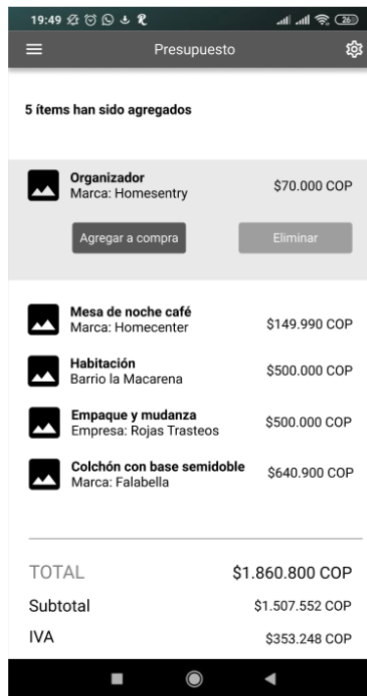 19:49
26
Presupuesto
5 ítems han sido agregados
Organizador
Marca: Homesentry
$70.000 COP
Agregar a compra
Eliminar
Mesa de noche café
Marca: Homecenter
$149.990 COP
Habitación
Barrio la Macarena
$500.000 COP
Empaque y mudanza
Empresa: Rojas Trasteos
$500.000 COP
Colchón con base semidoble
Marca: Falabella
$640.900 COP
TOTAL
$1.860.800 COP
Subtotal
$1.507.552 COP
IVA
$353.248 COP